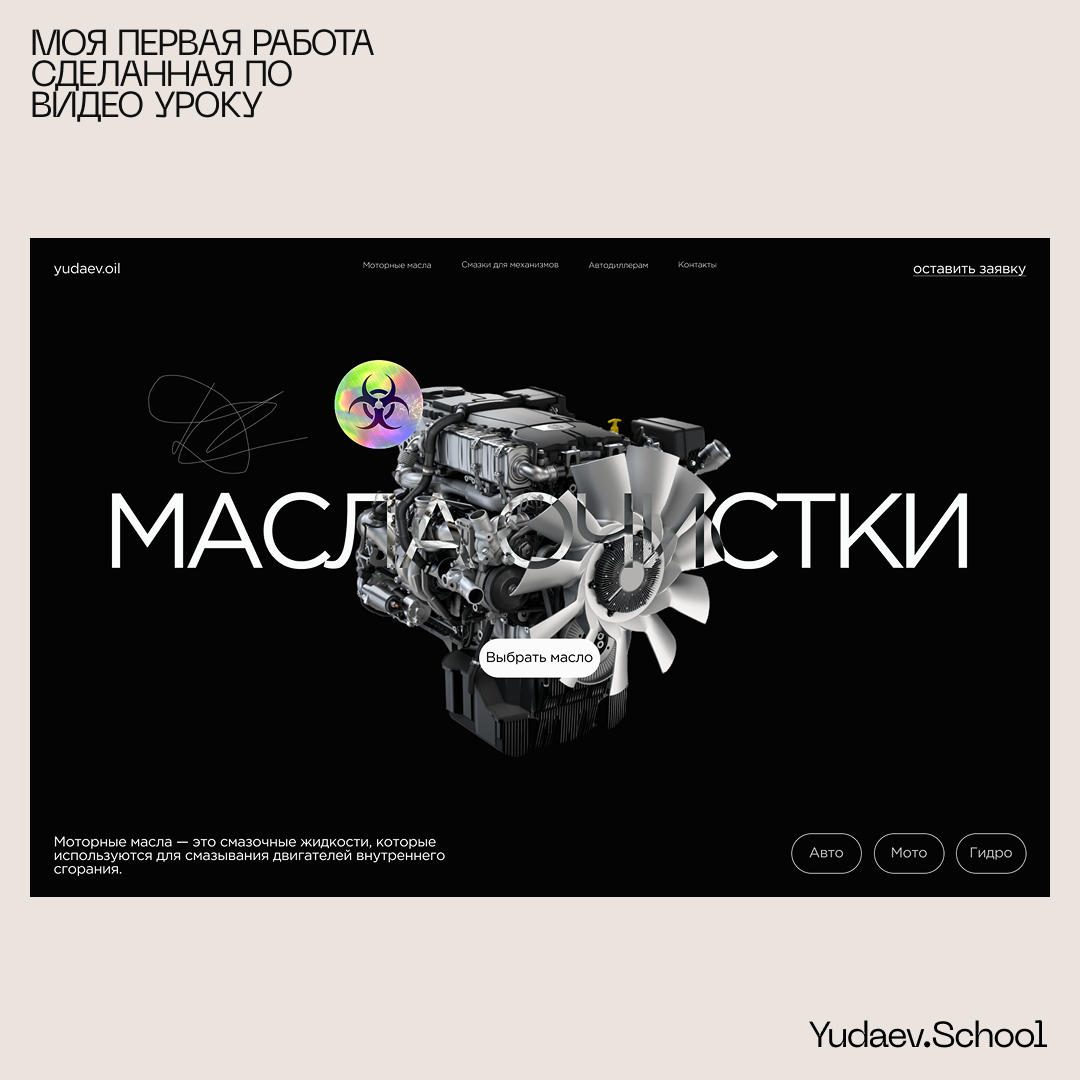 МОЯ ПЕРВАЯ РАБОТА
СДЕЛАННАЯ ПО
ВИДЕО УРОКУ
yudaev.oil
Моторные масла
Смазки для механизмов
Автодиллерам
Контакты
оставить заявку
МАСЛА ОЧИСТКИ
Выбрать масло
Моторные масла — это смазочные жидкости, которые
используются для смазывания двигателей внутреннего
сгорания.
Авто
Мото
Гидро
Yudaev.School